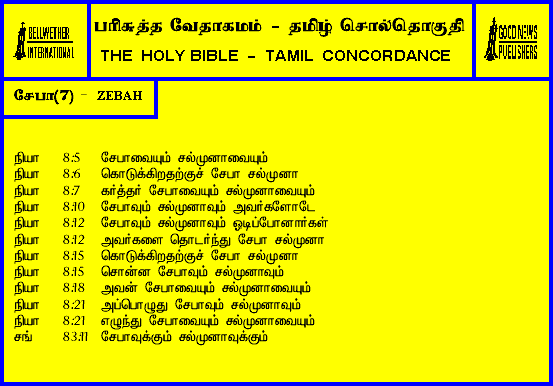 BELLWETHER
INTERNATIONAL
பரிசுத்த வேதாகமம் - தமிழ் சொல்தொகுதி
THE HOLY BIBLE - TAMIL CONCORDANCE
GOOD NEWS
PUBLISHERS
சேபா(7) - ZEBAH
நியா 8:5 சேபாவையும் சல்முனாவையும்
நியா 8:6 கொடுக்கிறதற்குச் சேபா சல்முனா
நியா 8:7 கர்த்தர் சேபாவையும் சல்முனாவையும்
நியா 8:10 சேபாவும் சல்முனாவும் அவர்களோடே
நியா 8:12 சேபாவும் சல்முனாவும் ஓடிப்போனார்கள்
நியா 8:12 அவர்களை தொடர்ந்து சேபா சல்முனா
நியா 8:15 கொடுக்கிறதற்குச் சேபா சல்முனா
நியா 8:15 சொன்ன சேபாவும் சல்முனாவும்
நியா 8:18 அவன் சேபாவையும் சல்முனாவையும்
நியா 8:21 அப்பொழுது சேபாவும் சல்முனாவும்
நியா 8:21 எழுந்து சேபாவையும் சல்முனாவையும்
சங் 83:11 சேபாவுக்கும் சல்முனாவுக்கும்